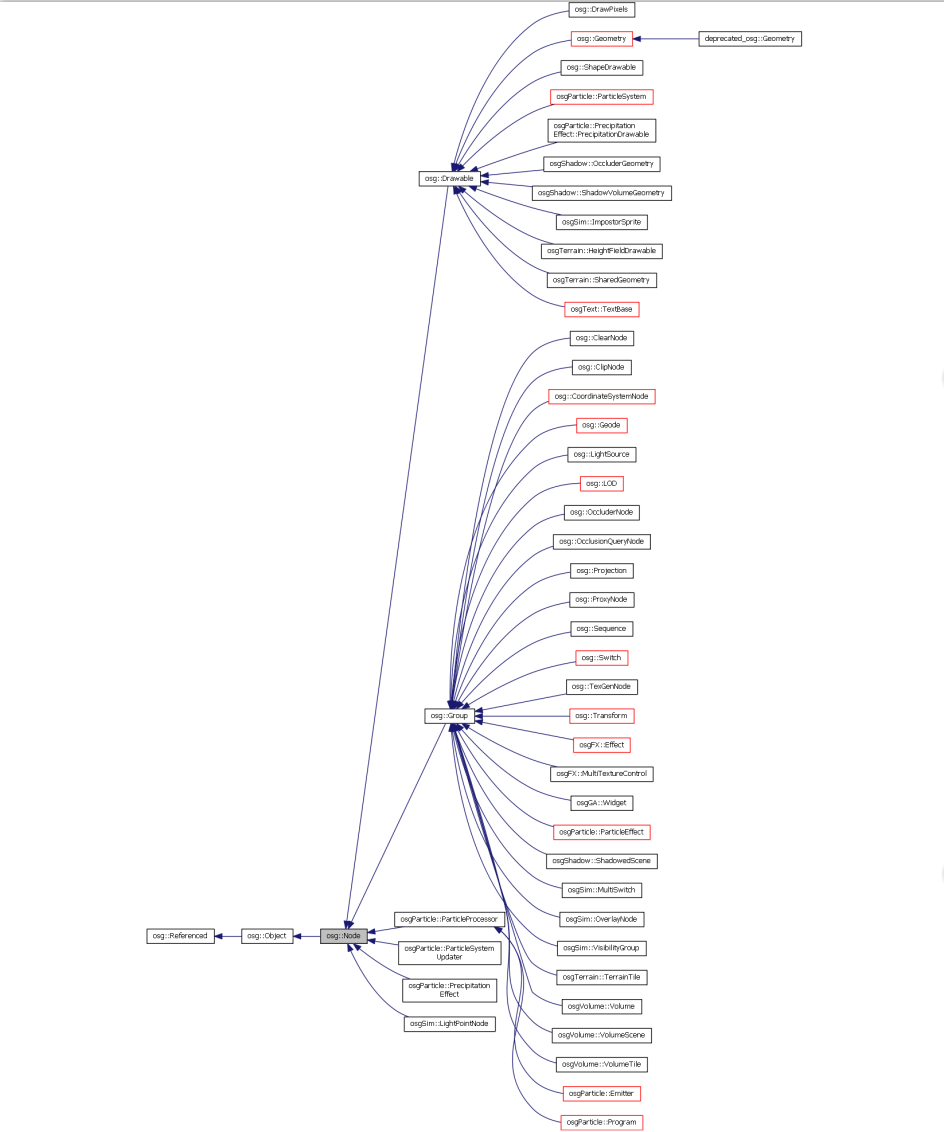 osg::DrawPixels
osg::Geometry
deprecated_osg::Geometry
osg::ShapeDrawable
osgParticle::ParticleSystem
osgParticle::Precipitation
Effect::PrecipitationDrawable
osgShadow::OccluderGeometry
osg::Drawable
osgShadow::ShadowVolumeGeometry
osgSim::ImpostorSprite
osgTerrain::HeightFieldDrawable
osgTerrain::SharedGeometry
osgText::TextBase
osg::ClearNode
osg::ClipNode
osg::CoordinateSystemNode
osg::Geode
osg::LightSource
osg::LOD
osg::OccluderNode
osg::OcclusionQueryNode
osg::Projection
osg::ProxyNode
osg::Sequence
osg::Switch
osg::TexGenNode
osg::Group
osg::Transform
osgFX::Effect
osgFX::MultiTextureControl
osgGA::Widget
osgParticle::ParticleEffect
osgShadow::ShadowedScene
osgSim::MultiSwitch
osgParticle::ParticleProcessor
osgSim::OverlayNode
osg::Referenced
osg::Object
osg::Node
osgSim::VisibilityGroup
osgParticle::ParticleSystem
Updater
osgTerrain::TerrainTile
osgParticle::Precipitation
Effect
osgVolume::Volume
osgSim::LightPointNode
osgVolume::VolumeScene
osgVolume::VolumeTile
osgParticle::Emitter
osgParticle::Program